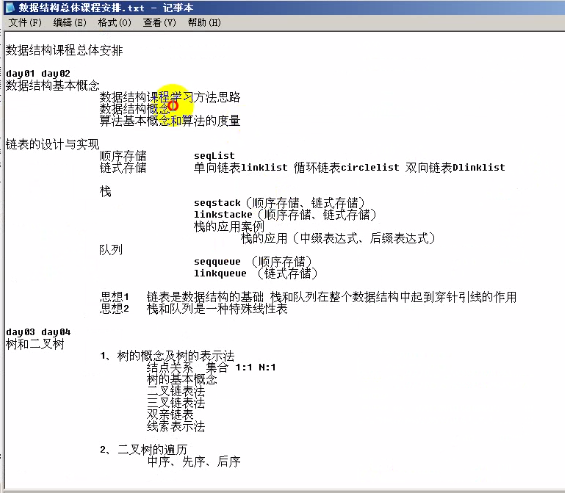 数据结构总体课程安排.txt - 记事本
文件(F) 编辑(E) 格式(O) 查看(V) 帮助(H)
数据结构课程总体安排
day01 day02
数据结构基本概念
数据结构课程学习方法思路
数据结构概念
算法基本概念和算法的度量
链表的设计与实现
顺序存储 seqList
链式存储 单向链表linklist 循环链表circlelist 双向链表Dlinklist
栈
seqstack（顺序存储、链式存储）
linkstacke（顺序存储、链式存储）
栈的应用案例
栈的应用（中缀表达式、后缀表达式）
队列
seqqueue （顺序存储）
linkqueue （链式存储）
思想1 链表是数据结构的基础 栈和队列在整个数据结构中起到穿针引线的作用
思想2 栈和队列是一种特殊线性表
day03 day04
树和二叉树
1、树的概念及树的表示法
结点关系 集合 1:1 N:1
树的基本概念
二叉链表法
三叉链表法
双亲链表
线索表示法
2、二叉树的遍历
中序、先序、后序